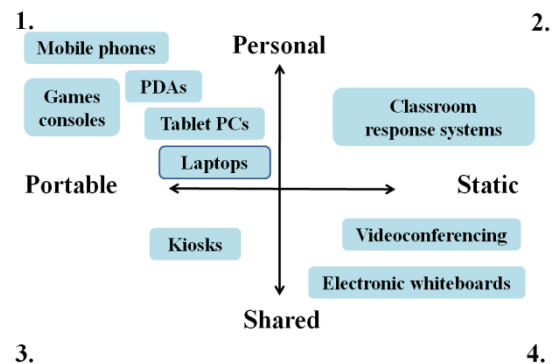 1.
2.
Mobile phones
Personal
PDAs
Games
consoles
Classroom
response systems
Tablet PCs
Laptops
Portable
Static
Kiosks
Videoconferencing
Electronic whiteboards
Shared
3.
4.